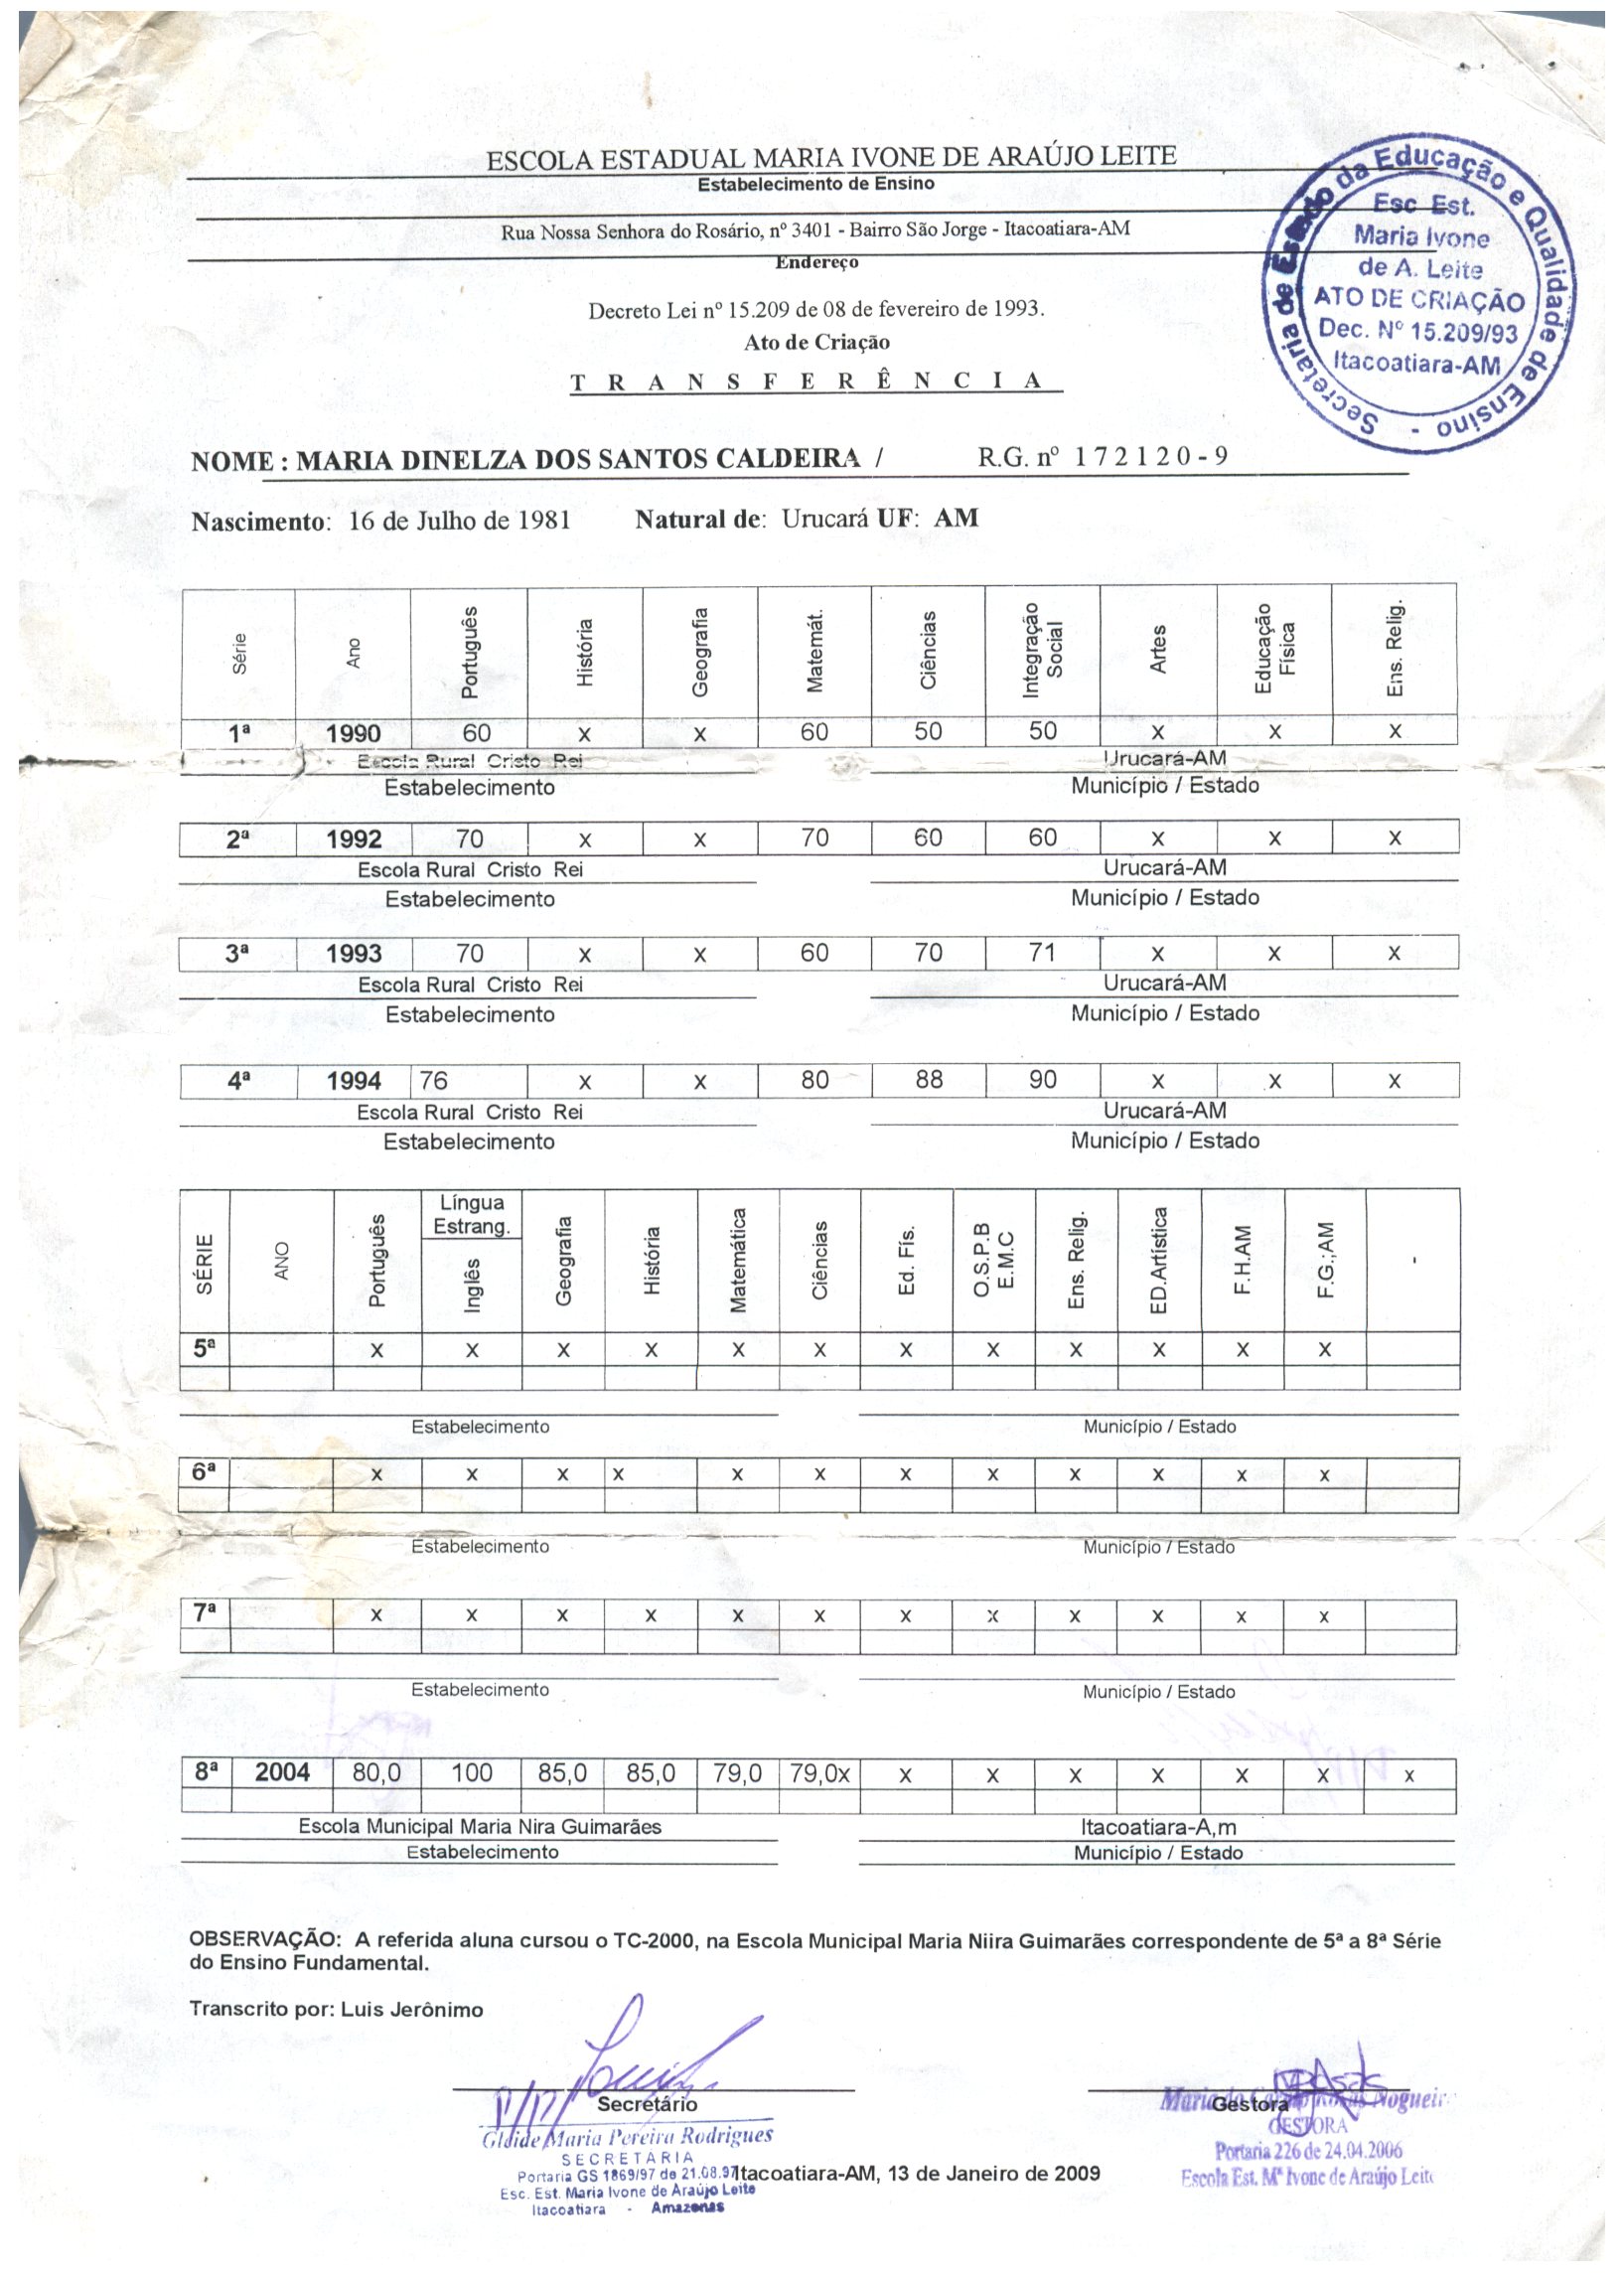 ESCOLA ESTADUAL MARIA IVONE DE ARAÚJO LEITE
Estabelecimento de Ensino
Rua Nossa Senhora do Rosário, nº 3401 - Bairro São Jorge - Itacoatiara-AM
Endereço
Decreto Lei nº 15.209 de 08 de fevereiro de 1993.
Ato de Criação
TRANSFERÊNCIA
Secretaria de Estado da Educação e Qualidade de Ensino -
Esc Est.
Maria Ivone
de A. Leite
ATO DE CRIAÇÃO
Dec. Nº 15.209/93
Itacoatiara-AM
NOME : MARIA DINELZA DOS SANTOS CALDEIRA / R.G. nº 172120-9
Nascimento: 16 de Julho de 1981 Natural de: Urucará UF: AM
Série Ano Português História Geografia Matemát. Ciências Integração Social Artes Educação Física Ens. Relig.
1ª 1990 60 X X 60 50 50 X X X
Escola Rural Cristo Rei Urucará-AM
Estabelecimento Município / Estado
2ª 1992 70 X X 70 60 60 X X X
Escola Rural Cristo Rei Urucará-AM
Estabelecimento Município / Estado
3ª 1993 70 X X 60 70 71 X X X
Escola Rural Cristo Rei Urucará-AM
Estabelecimento Município / Estado
4ª 1994 76 X X 80 88 90 X X X
Escola Rural Cristo Rei Urucará-AM
Estabelecimento Município / Estado
SÉRIE ANO Português Língua Estrang. Inglês Geografia História Matemática Ciências Ed. Fís. O.S.P.B E.M.C Ens. Relig. ED.Artística F.H.AM F.G.;AM -
5ª X X X X X X X X X X X X
Estabelecimento Município / Estado
6ª X X X X X X X X X X X X
Estabelecimento Município / Estado
7ª X X X X X X X X X X X X
Estabelecimento Município / Estado
8ª 2004 80,0 100 85,0 85,0 79,0 79,0x X X X X X X X
Escola Municipal Maria Nira Guimarães Itacoatiara-A,m
Estabelecimento Município / Estado
OBSERVAÇÃO: A referida aluna cursou o TC-2000, na Escola Municipal Maria Niira Guimarães correspondente de 5ª a 8ª Série
do Ensino Fundamental.
Transcrito por: Luis Jerônimo
Secretário Gestora
Gleide Maria Pereira Rodrigues
SECRETARIA
Portaria GS 1869/97 de 21.08.97
Esc. Est. Maria Ivone de Araújo Leite
Itacoatiara - Amazonas
Itacoatiara-AM, 13 de Janeiro de 2009
Maria do Nogueira
GESTORA
Portaria 226 de 24.04.2006
Escola Est. Mª Ivone de Araújo Leite